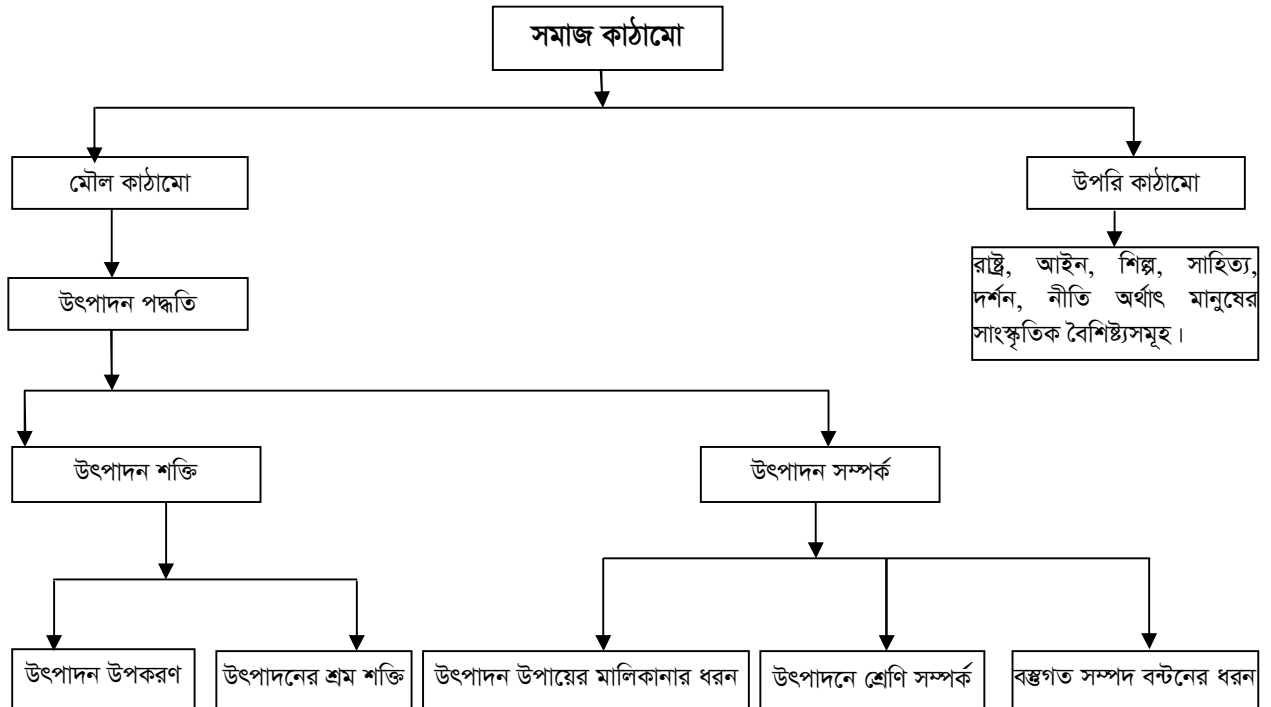 সমাজ কাঠামো
মৌল কাঠামো
উপরি কাঠামো
রাষ্ট্র, আইন, শিল্প, সাহিত্য,
দর্শন, নীতি অর্থাৎ মানুষের
সাংস্কৃতিক বৈশিষ্ট্যসমূহ।
উৎপাদন পদ্ধতি
উৎপাদন শক্তি
উৎপাদন সম্পর্ক
উৎপাদন উপকরণ
উৎপাদনের শ্রম শক্তি
উৎপাদন উপায়ের মালিকানার ধরন
উৎপাদনে শ্রেণি সম্পর্ক
বস্তুগত সম্পদ বন্টনের ধরন